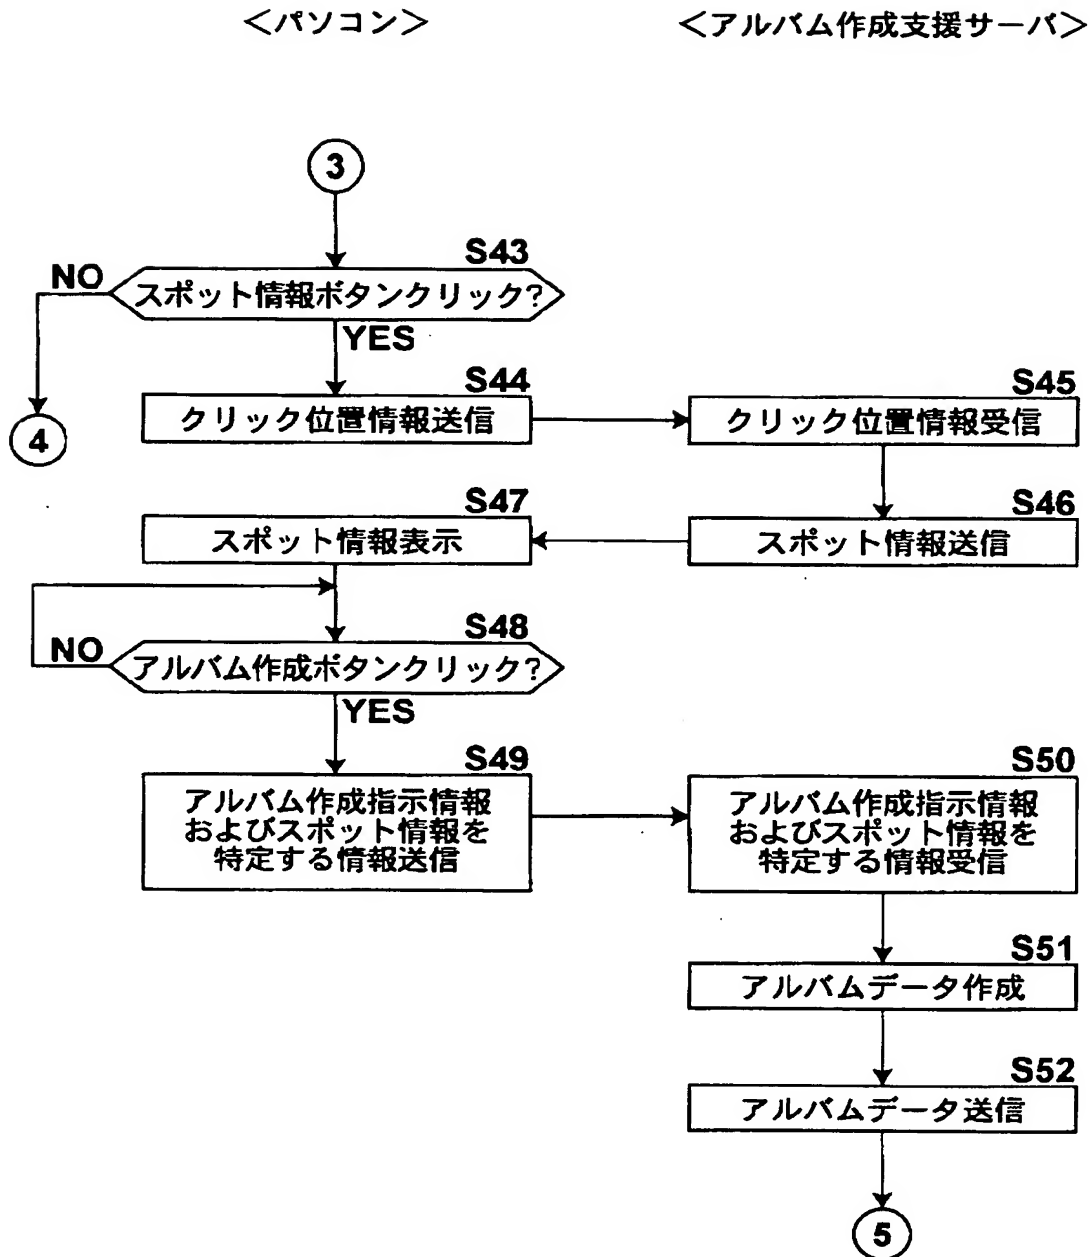 <パソコン>
<アルバム作成支援サーバ>
3
S43
NO
スポット情報ボタンクリック?
YES
4
S44
クリック位置情報送信
S45
クリック位置情報受信
S47
スポット情報表示
S46
スポット情報送信
S48
NO
アルバム作成ボタンクリック?
YES
S49
アルバム作成指示情報
およびスポット情報を
特定する情報送信
S50
アルバム作成指示情報
およびスポット情報を
特定する情報受信
S51
アルバムデータ作成
S52
アルバムデータ送信
5